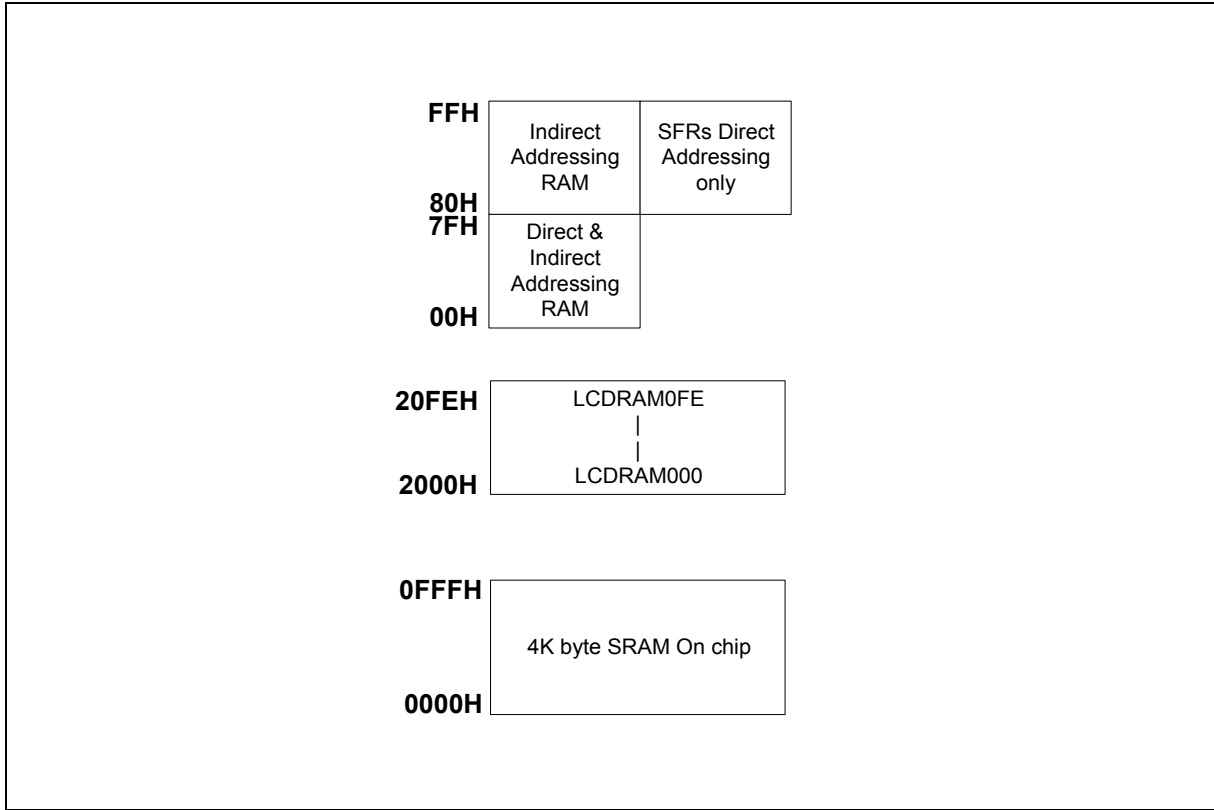 FFH
Indirect
Addressing
RAM
SFRs Direct
Addressing
only
80H
7FH
Direct &
Indirect
Addressing
RAM
00H
20FEH
LCDRAM0FE
|
|
LCDRAM000
2000H
0FFFH
4K byte SRAM On chip
0000H